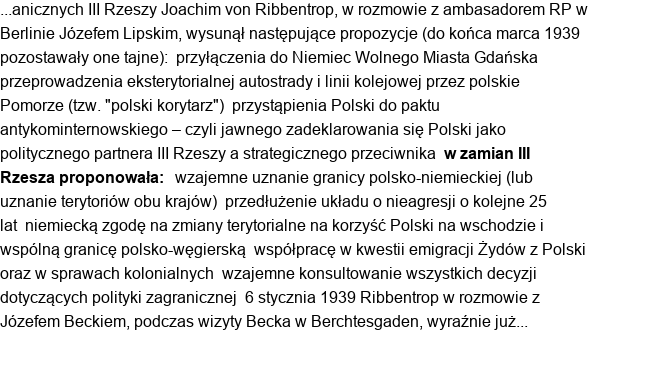 ...anicznych III Rzeszy Joachim von Ribbentrop, w rozmowie z ambasadorem RP w
Berlinie Józefem Lipskim, wysunął następujące propozycje (do końca marca 1939
pozostawały one tajne):  przyłączenia do Niemiec Wolnego Miasta Gdańska
przeprowadzenia eksterytorialnej autostrady i linii kolejowej przez polskie
Pomorze (tzw. "polski korytarz")  przystąpienia Polski do paktu
antykominternowskiego – czyli jawnego zadeklarowania się Polski jako
politycznego partnera III Rzeszy a strategicznego przeciwnika  w zamian III
Rzesza proponowała:   wzajemne uznanie granicy polsko-niemieckiej (lub
uznanie terytoriów obu krajów)  przedłużenie układu o nieagresji o kolejne 25
lat  niemiecką zgodę na zmiany terytorialne na korzyść Polski na wschodzie i
wspólną granicę polsko-węgierską  współpracę w kwestii emigracji Żydów z Polski
oraz w sprawach kolonialnych  wzajemne konsultowanie wszystkich decyzji
dotyczących polityki zagranicznej  6 stycznia 1939 Ribbentrop w rozmowie z
Józefem Beckiem, podczas wizyty Becka w Berchtesgaden, wyraźnie już...